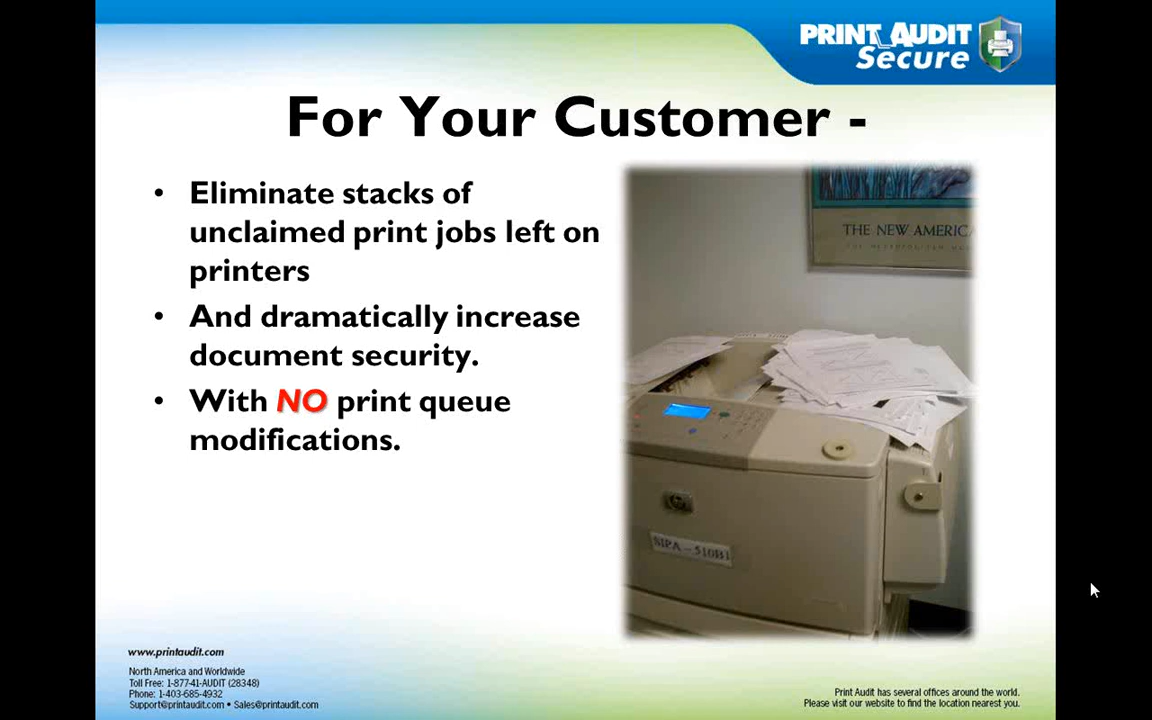 PRINT AUDIT
Secure
For Your Customer -
• Eliminate stacks of
unclaimed print jobs left on
printers
• And dramatically increase
document security.
• With NO print queue
modifications.
THE NEW AMERICA
SIPA - 510B1
www.printaudit.com
North America and Worldwide
Toll Free: 1-877-41-AUDIT (28348)
Phone: 1-403-685-4932
Support@printaudit.com • Sales@printaudit.com
Print Audit has several offices around the world.
Please visit our website to find the location nearest you.